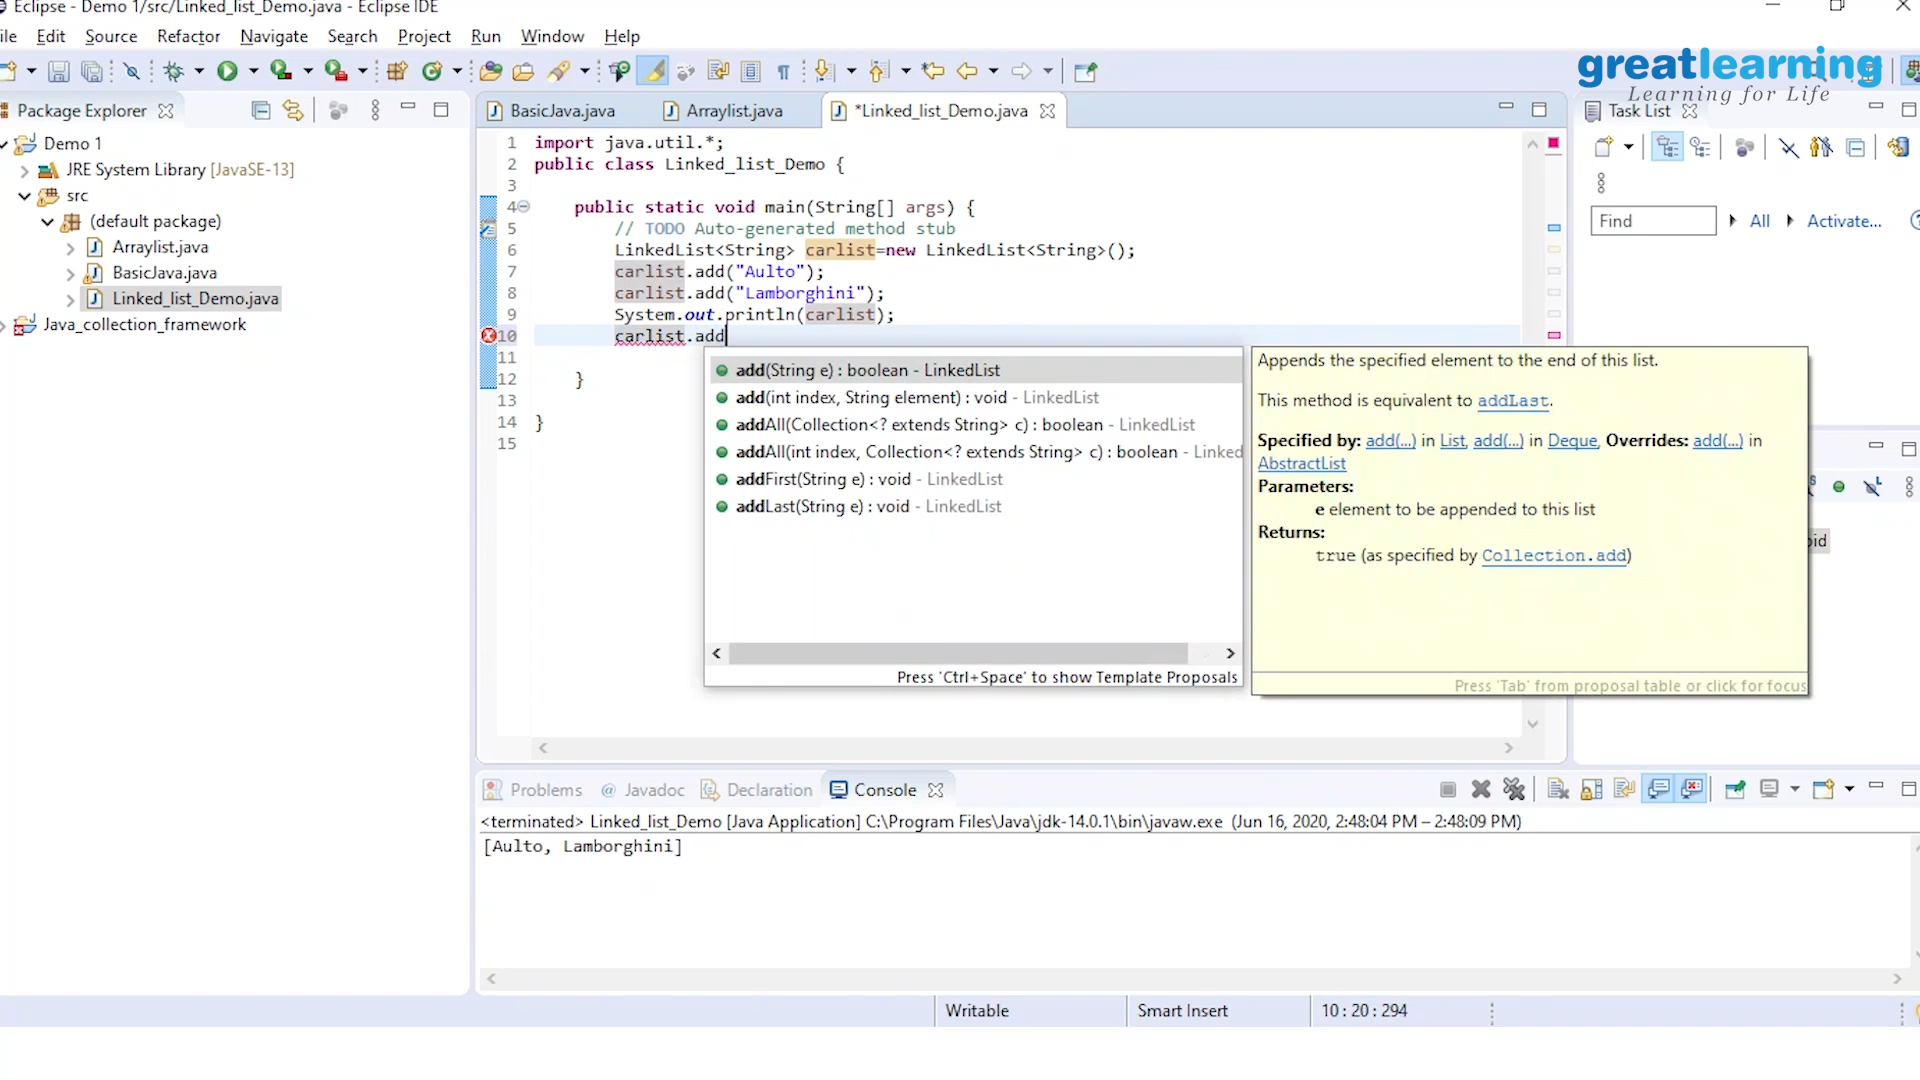 Eclipse - Demo 1/src/Linked_list_Demo.java - Eclipse IDE
ile Edit Source Refactor Navigate Search Project Run Window Help
greatlearning
Learning for Life
Package Explorer
Demo 1
JRE System Library [JavaSE-13]
src
(default package)
Arraylist.java
BasicJava.java
Linked_list_Demo.java
Java_collection_framework
BasicJava.java Arraylist.java *Linked_list_Demo.java
1 import java.util.*;
2 public class Linked_list_Demo {
3
4 public static void main(String[] args) {
5 // TODO Auto-generated method stub
6 LinkedList<String> carlist=new LinkedList<String>();
7 carlist.add("Aulto");
8 carlist.add("Lamborghini");
9 System.out.println(carlist);
10 carlist.add
11
12 }
13
14 }
15
add(String e) : boolean - LinkedList
add(int index, String element) : void - LinkedList
addAll(Collection<? extends String> c) : boolean - LinkedList
addAll(int index, Collection<? extends String> c) : boolean - Linked
addFirst(String e) : void - LinkedList
addLast(String e) : void - LinkedList
Press 'Ctrl+Space' to show Template Proposals
Appends the specified element to the end of this list.
This method is equivalent to addLast.
Specified by: add(...) in List, add(...) in Deque, Overrides: add(...) in
AbstractList
Parameters:
e element to be appended to this list
Returns:
true (as specified by Collection.add)
Press 'Tab' from proposal table or click for focus
Task List
Find All Activate...
oid
Problems @ Javadoc Declaration Console
<terminated> Linked_list_Demo [Java Application] C:\Program Files\Java\jdk-14.0.1\bin\javaw.exe (Jun 16, 2020, 2:48:04 PM – 2:48:09 PM)
[Aulto, Lamborghini]
Writable Smart Insert 10 : 20 : 294